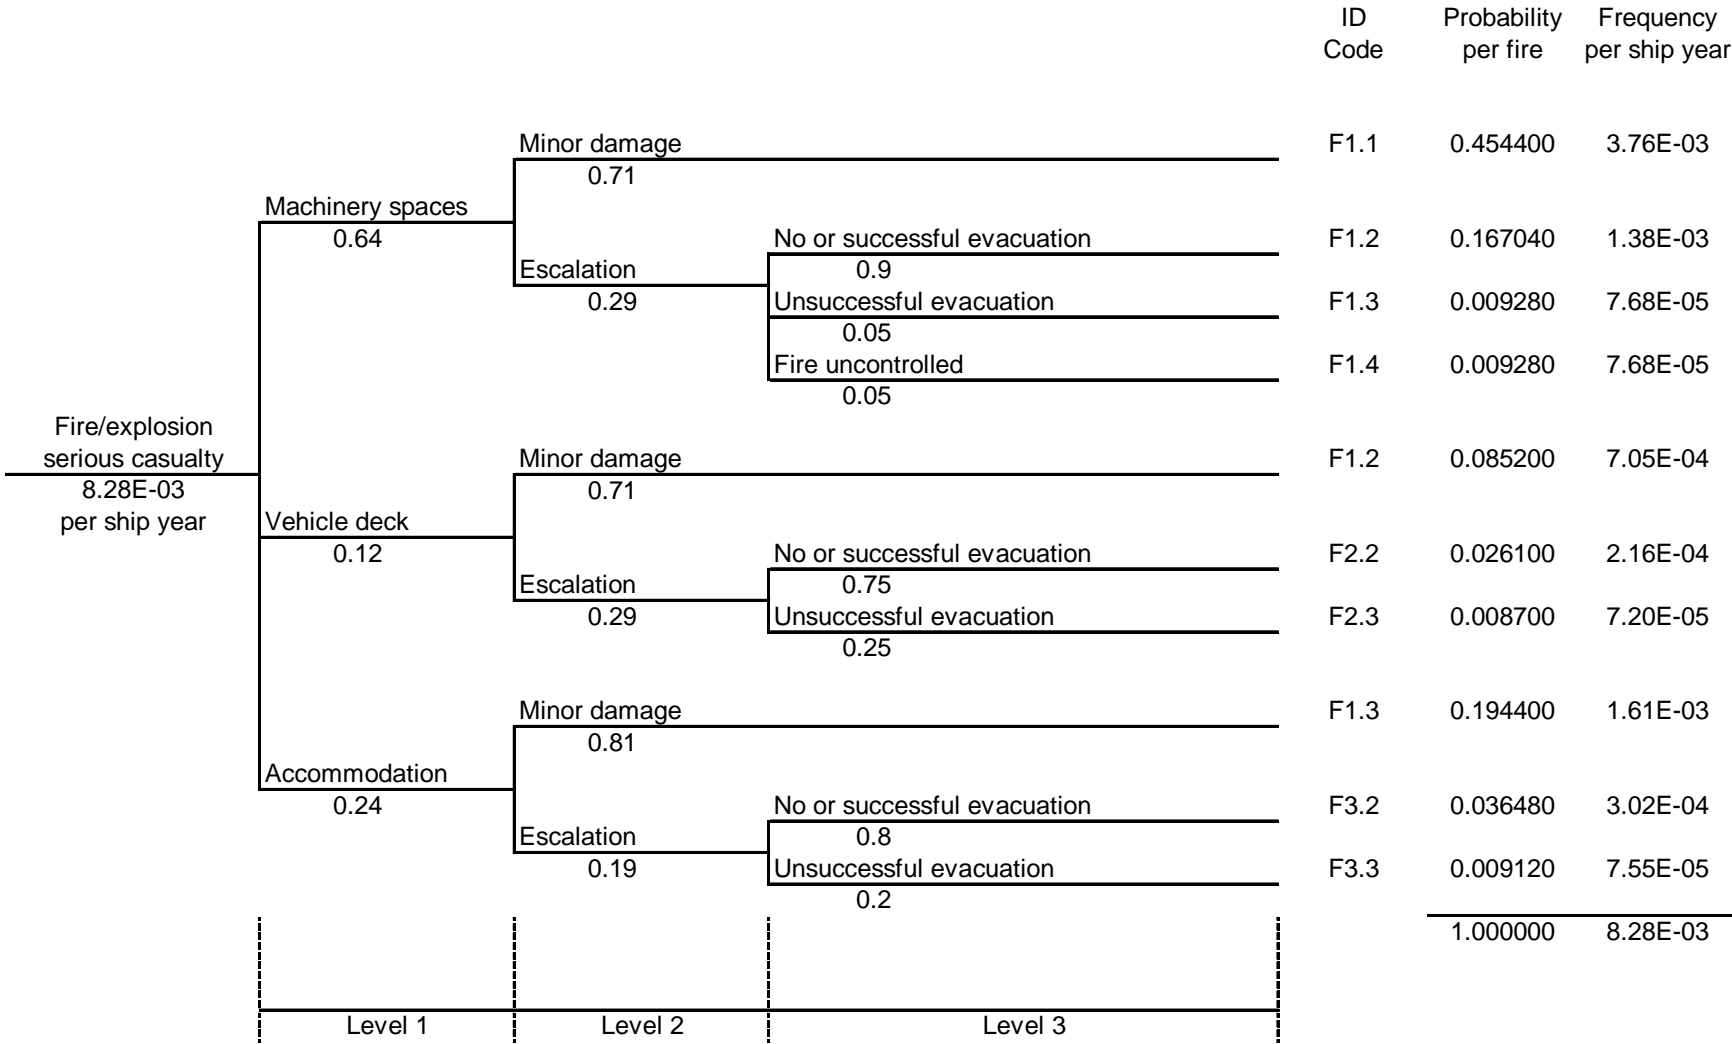 ID Probability Frequency
Code per fire per ship year
Minor damage F1.1 0.454400 3.76E-03
0.71
Machinery spaces
0.64 No or successful evacuation F1.2 0.167040 1.38E-03
Escalation 0.9
0.29 Unsuccessful evacuation F1.3 0.009280 7.68E-05
0.05
Fire uncontrolled F1.4 0.009280 7.68E-05
0.05
Fire/explosion
serious casualty Minor damage F1.2 0.085200 7.05E-04
8.28E-03 0.71
per ship year Vehicle deck
0.12 No or successful evacuation F2.2 0.026100 2.16E-04
Escalation 0.75
0.29 Unsuccessful evacuation F2.3 0.008700 7.20E-05
0.25
Minor damage F1.3 0.194400 1.61E-03
0.81
Accommodation
0.24 No or successful evacuation F3.2 0.036480 3.02E-04
Escalation 0.8
0.19 Unsuccessful evacuation F3.3 0.009120 7.55E-05
0.2
1.000000 8.28E-03
Level 1 Level 2 Level 3